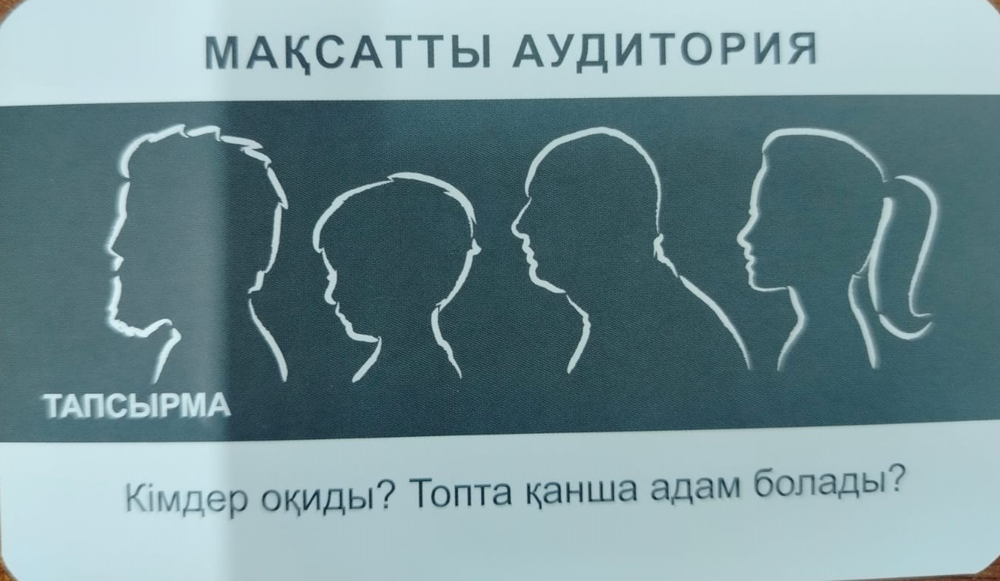 МАҚСАТТЫ АУДИТОРИЯ
ТАПСЫРМА
Кімдер оқиды? Топта қанша адам болады?